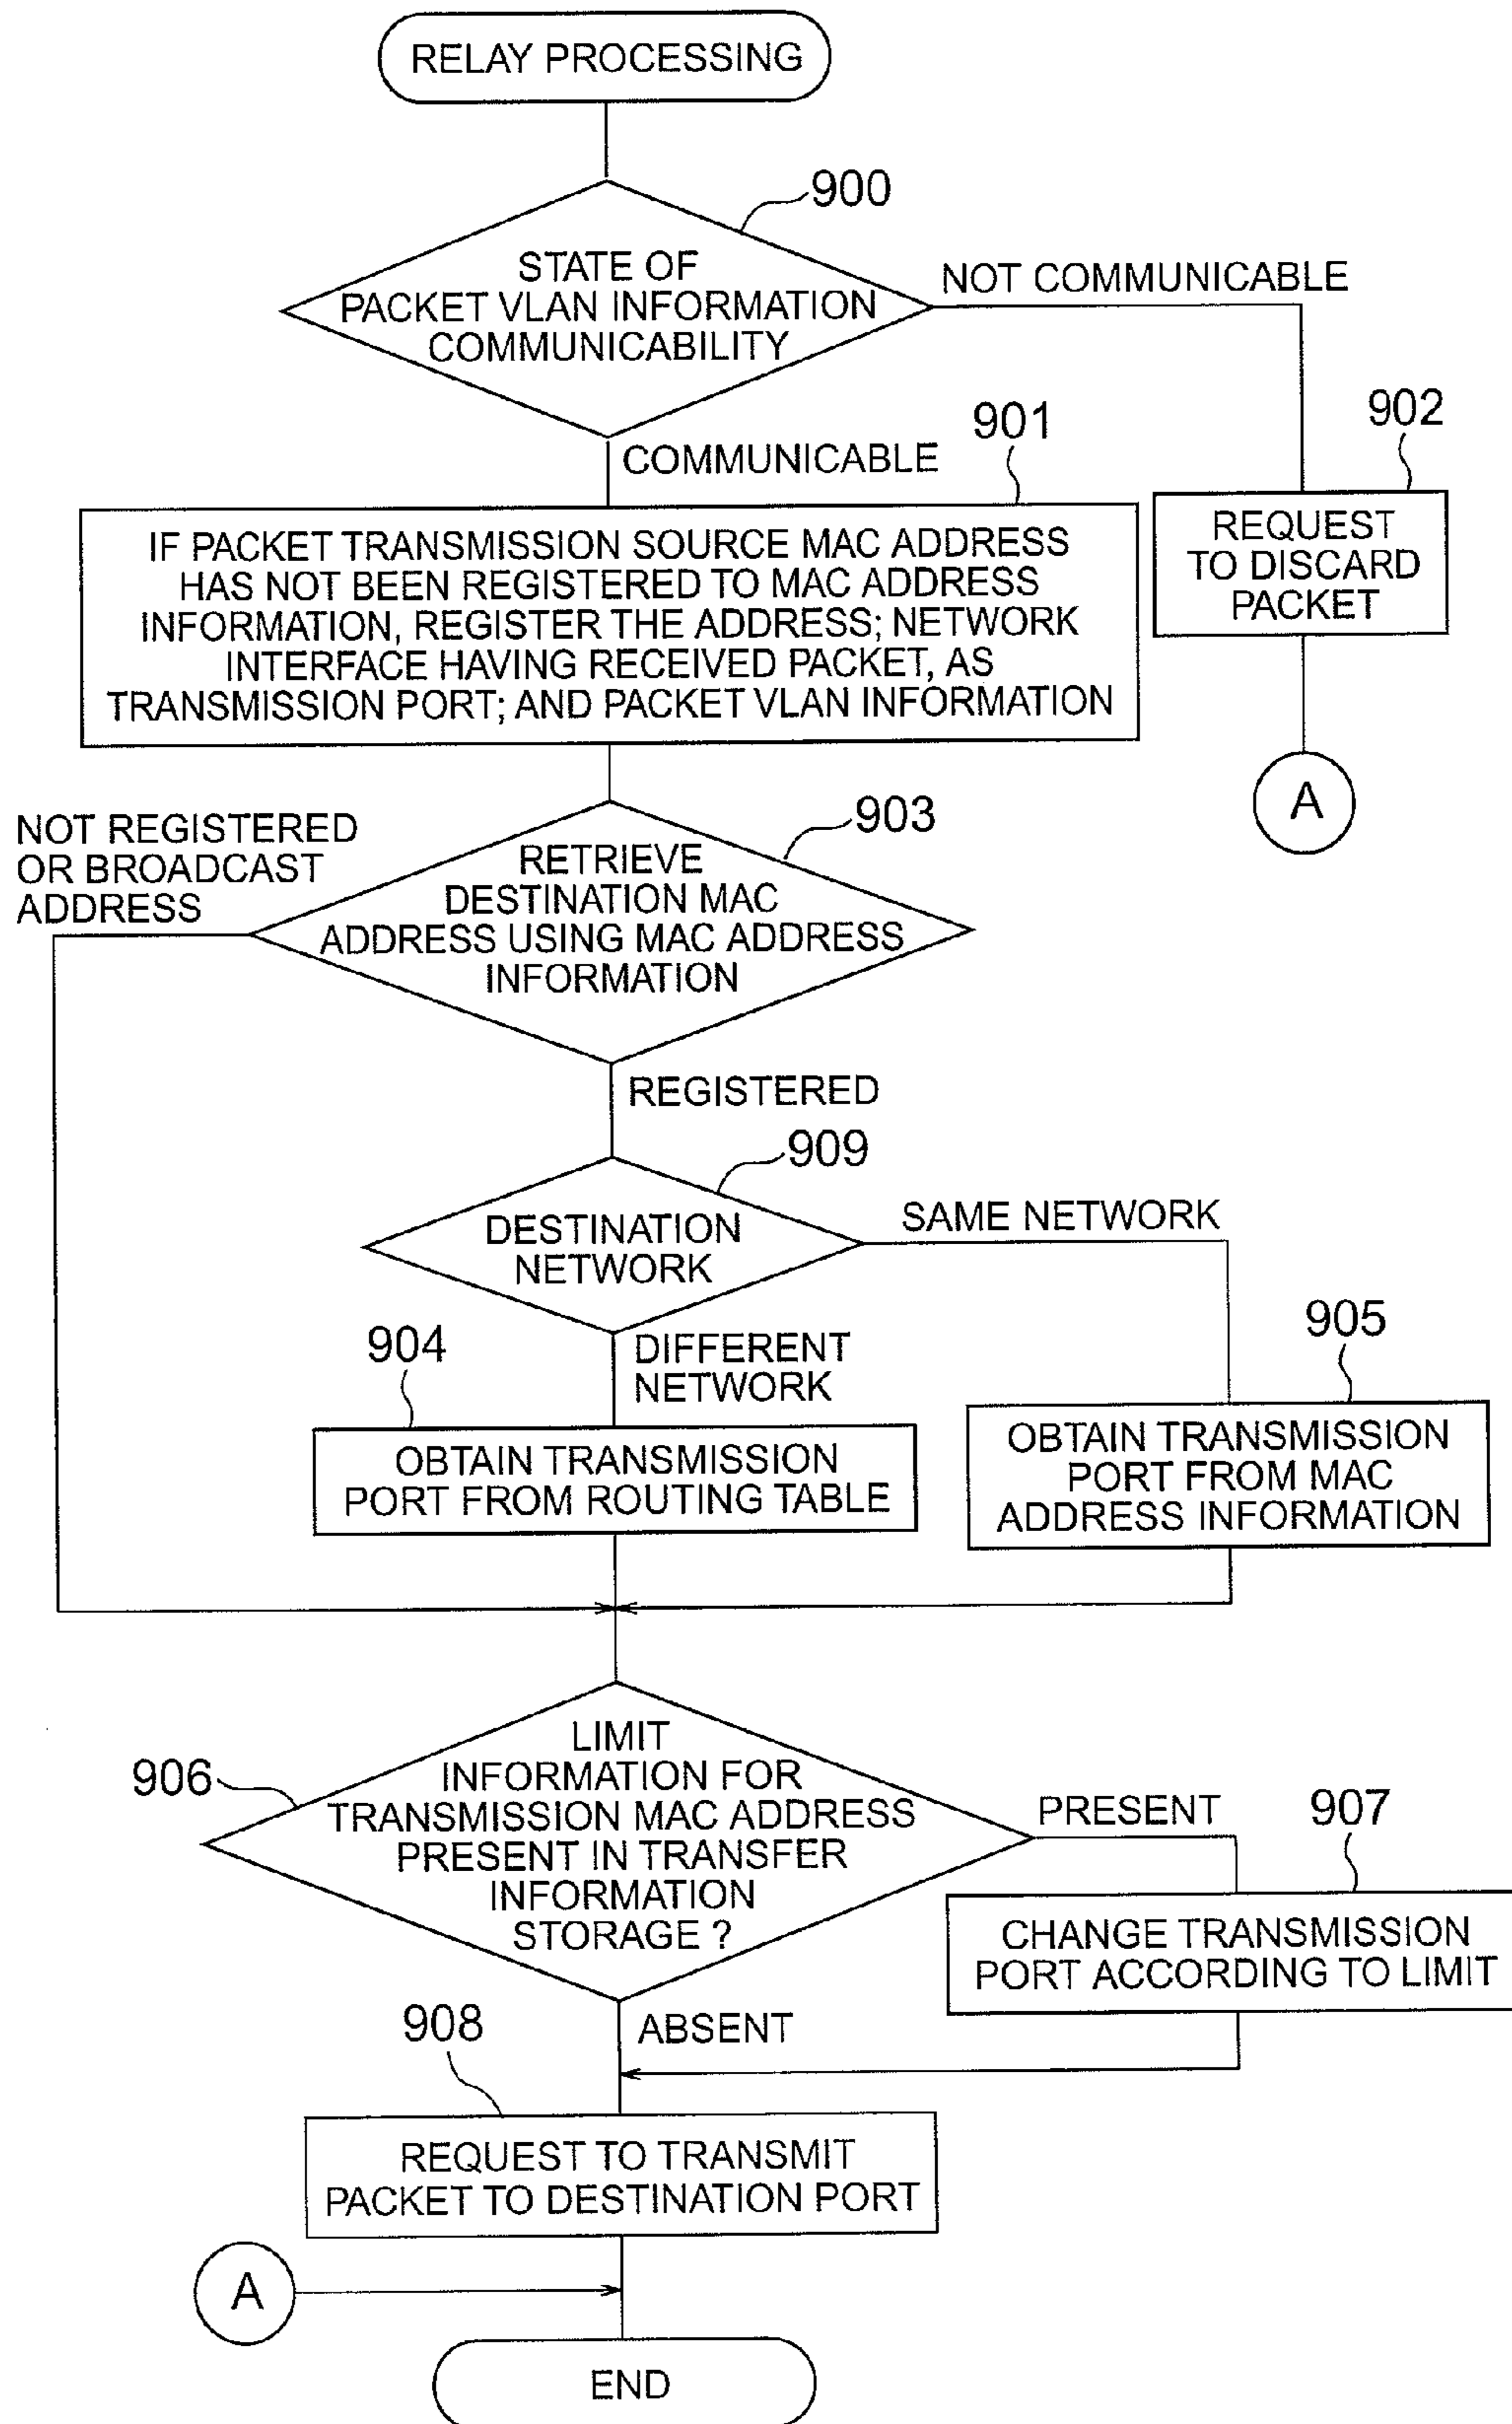 RELAY PROCESSING
900
STATE OF
PACKET VLAN INFORMATION
COMMUNICABILITY
NOT COMMUNICABLE
COMMUNICABLE
901
902
IF PACKET TRANSMISSION SOURCE MAC ADDRESS
HAS NOT BEEN REGISTERED TO MAC ADDRESS
INFORMATION, REGISTER THE ADDRESS; NETWORK
INTERFACE HAVING RECEIVED PACKET, AS
TRANSMISSION PORT; AND PACKET VLAN INFORMATION
REQUEST
TO DISCARD
PACKET
A
NOT REGISTERED
OR BROADCAST
ADDRESS
903
RETRIEVE
DESTINATION MAC
ADDRESS USING MAC ADDRESS
INFORMATION
REGISTERED
909
DESTINATION
NETWORK
SAME NETWORK
904
DIFFERENT
NETWORK
905
OBTAIN TRANSMISSION
PORT FROM ROUTING TABLE
OBTAIN TRANSMISSION
PORT FROM MAC
ADDRESS INFORMATION
906
LIMIT
INFORMATION FOR
TRANSMISSION MAC ADDRESS
PRESENT IN TRANSFER
INFORMATION
STORAGE ?
PRESENT
907
CHANGE TRANSMISSION
PORT ACCORDING TO LIMIT
908
ABSENT
REQUEST TO TRANSMIT
PACKET TO DESTINATION PORT
A
END